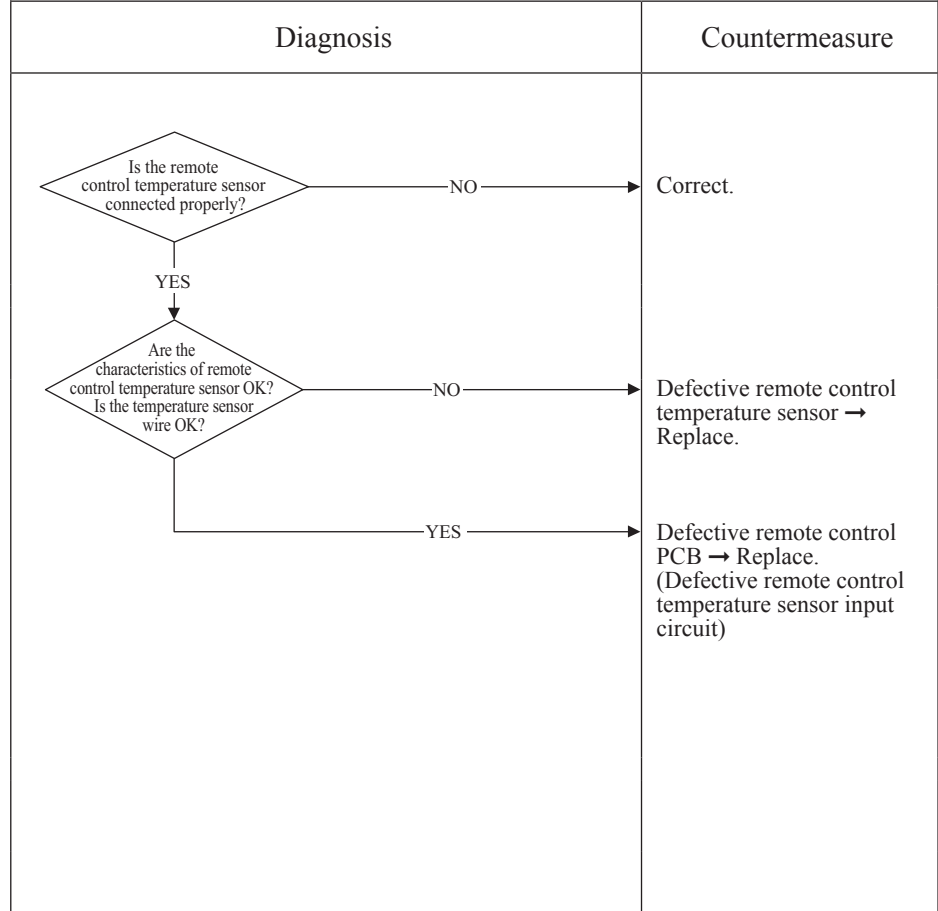 Diagnosis
Countermeasure
Is the remote
control temperature sensor
connected properly?
NO
Correct.
YES
Are the
characteristics of remote
control temperature sensor OK?
Is the temperature sensor
wire OK?
NO
Defective remote control
temperature sensor ➞
Replace.
YES
Defective remote control
PCB ➞ Replace.
(Defective remote control
temperature sensor input
circuit)